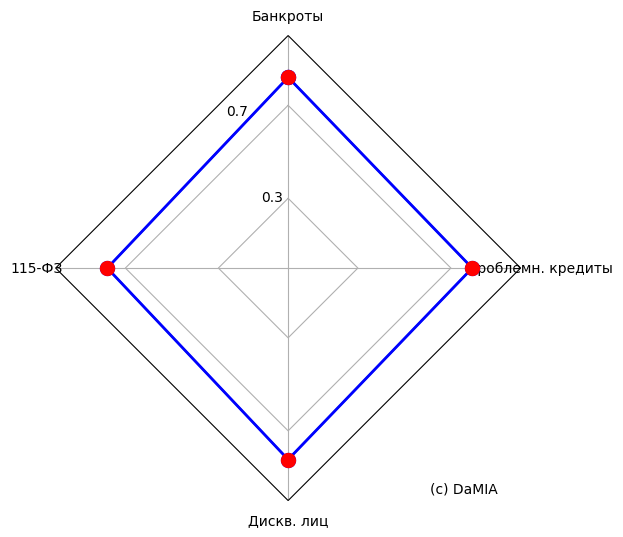 Банкроты
0.7
0.3
115-ФЗ
роблемн. кредиты
(c) DaMIA
Дискв. лиц